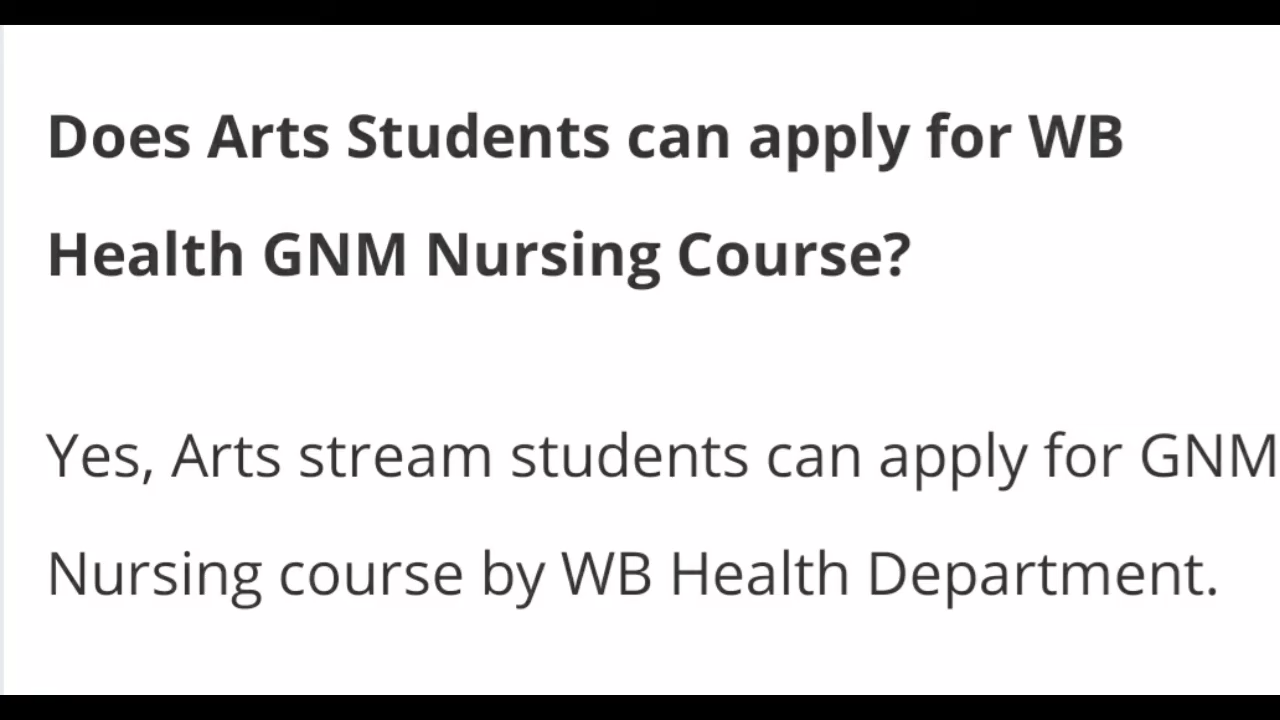 Does Arts Students can apply for WB
Health GNM Nursing Course?
Yes, Arts stream students can apply for GNM
Nursing course by WB Health Department.